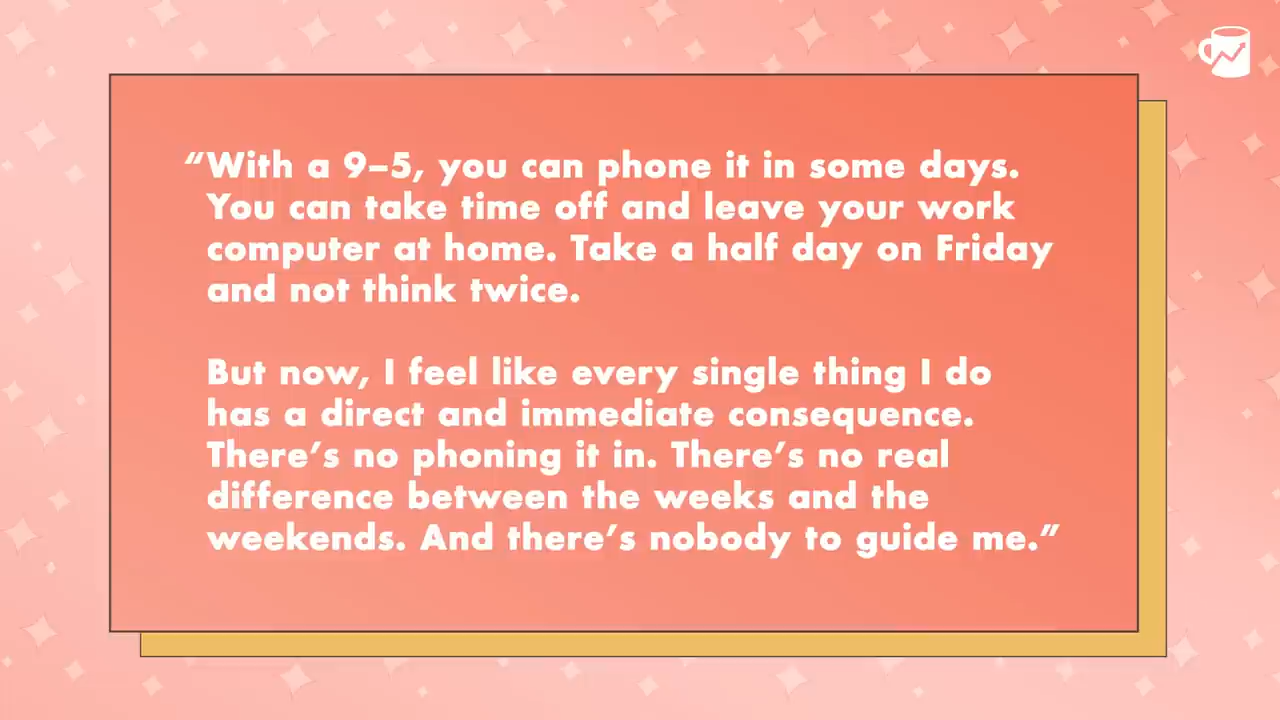 “With a 9–5, you can phone it in some days.
You can take time off and leave your work
computer at home. Take a half day on Friday
and not think twice.
But now, I feel like every single thing I do
has a direct and immediate consequence.
There’s no phoning it in. There’s no real
difference between the weeks and the
weekends. And there’s nobody to guide me.”